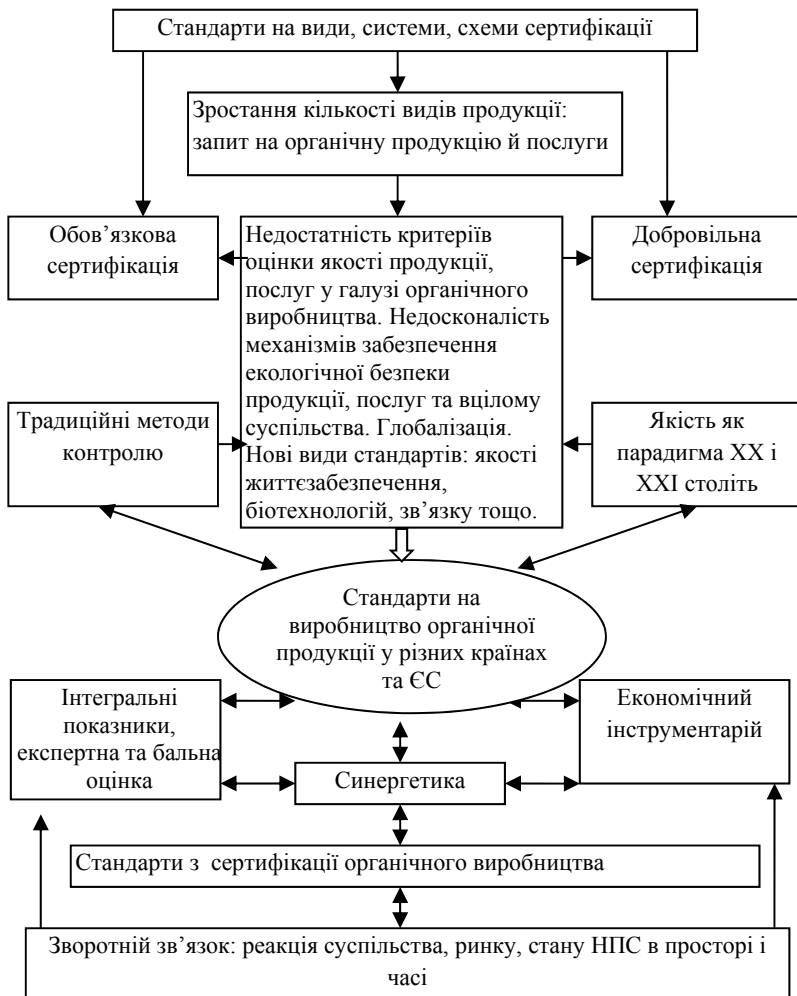 Стандарти на види, системи, схеми сертифікації
Зростання кількості видів продукції:
запит на органічну продукцію й послуги
Обов’язкова
сертифікація
Недостатність критеріїв
оцінки якості продукції,
послуг у галузі органічного
виробництва. Недосконалість
механізмів забезпечення
екологічної безпеки
продукції, послуг та вцілому
суспільства. Глобалізація.
Нові види стандартів: якості
життєзабезпечення,
біотехнологій, зв’язку тощо.
Добровільна
сертифікація
Традиційні методи
контролю
Якість як
парадигма XX і
XXI століть
Стандарти на
виробництво органічної
продукції у різних країнах
та ЄС
Інтегральні
показники,
експертна та бальна
оцінка
Економічний
інструментарій
Синергетика
Стандарти з сертифікації органічного виробництва
Зворотній зв’язок: реакція суспільства, ринку, стану НПС в просторі і
часі